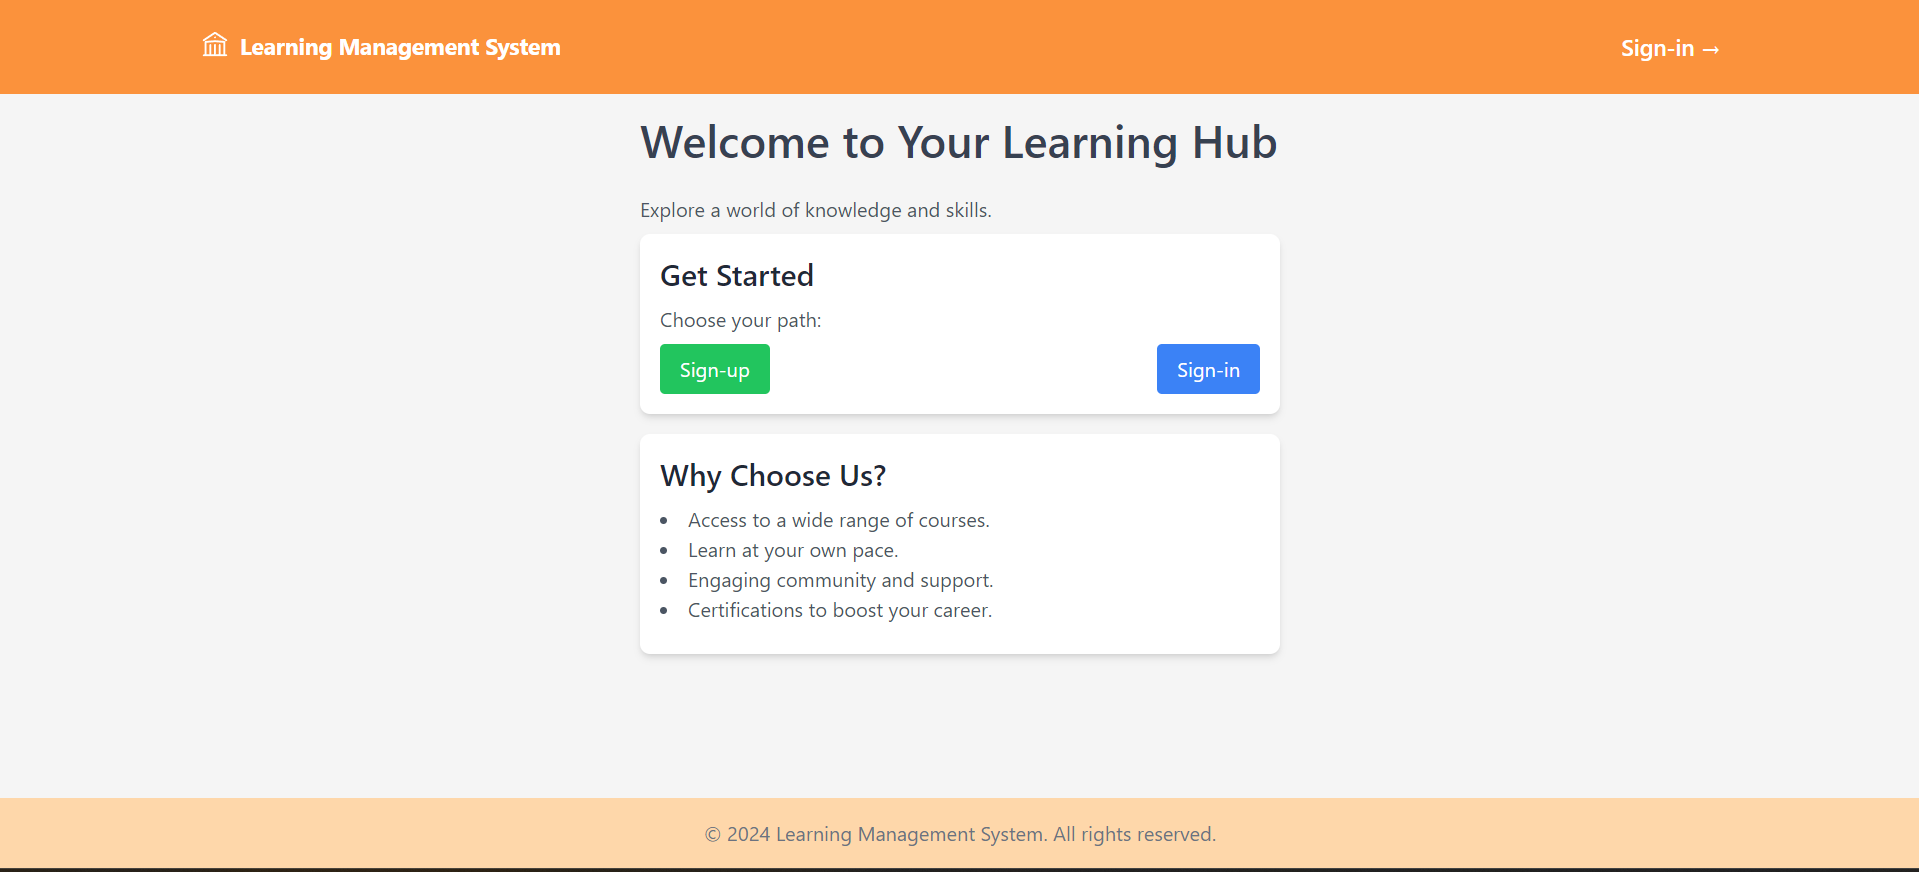 Learning Management System
Sign-in →
Welcome to Your Learning Hub
Explore a world of knowledge and skills.
Get Started
Choose your path:
Sign-up
Sign-in
Why Choose Us?
• Access to a wide range of courses.
• Learn at your own pace.
• Engaging community and support.
• Certifications to boost your career.
© 2024 Learning Management System. All rights reserved.